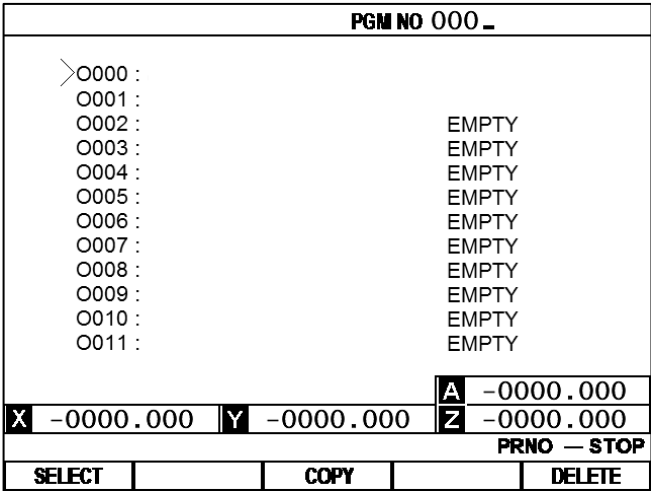 PGM NO 000_
>O000 :
O001 :
O002 : EMPTY
O003 : EMPTY
O004 : EMPTY
O005 : EMPTY
O006 : EMPTY
O007 : EMPTY
O008 : EMPTY
O009 : EMPTY
O010 : EMPTY
O011 : EMPTY
A -0000.000
X -0000.000 Y -0000.000 Z -0000.000
PRNO — STOP
SELECT COPY DELETE